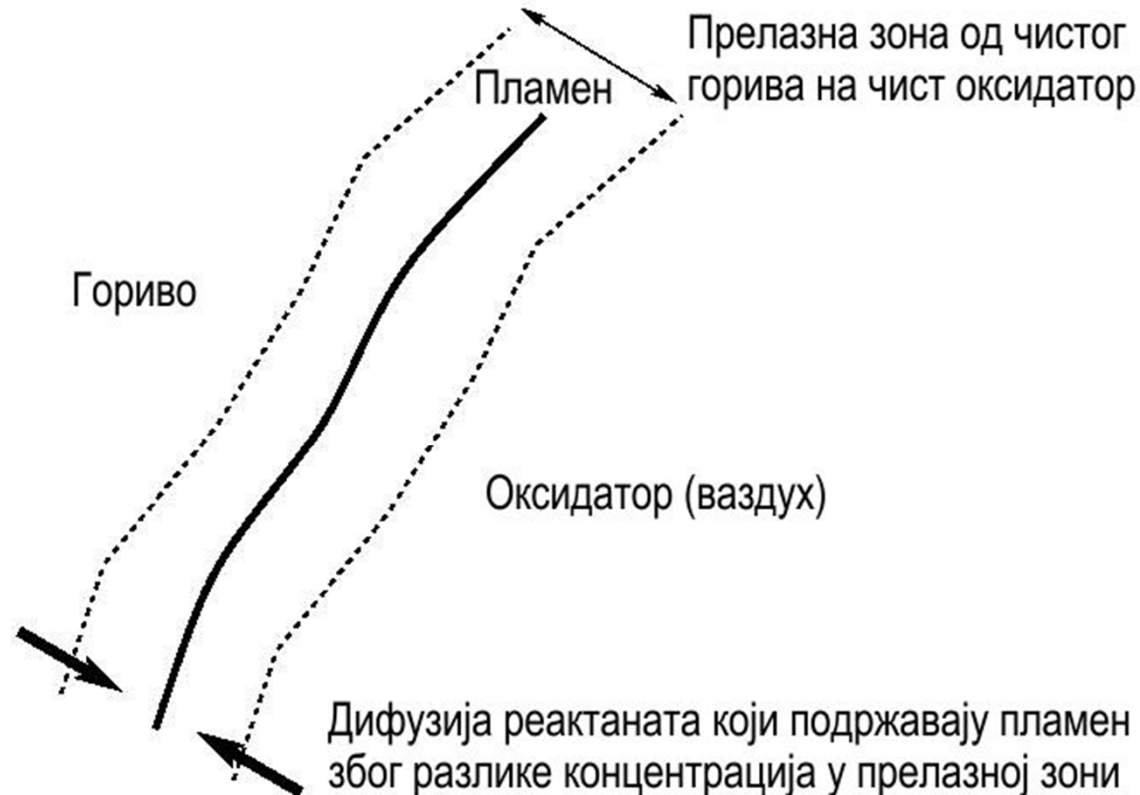 Прелазна зона од чистог
горива на чист оксидатор
Пламен
Гориво
Оксидатор (ваздух)
Дифузија реактаната који подржавају пламен
због разлике концентрација у прелазној зони